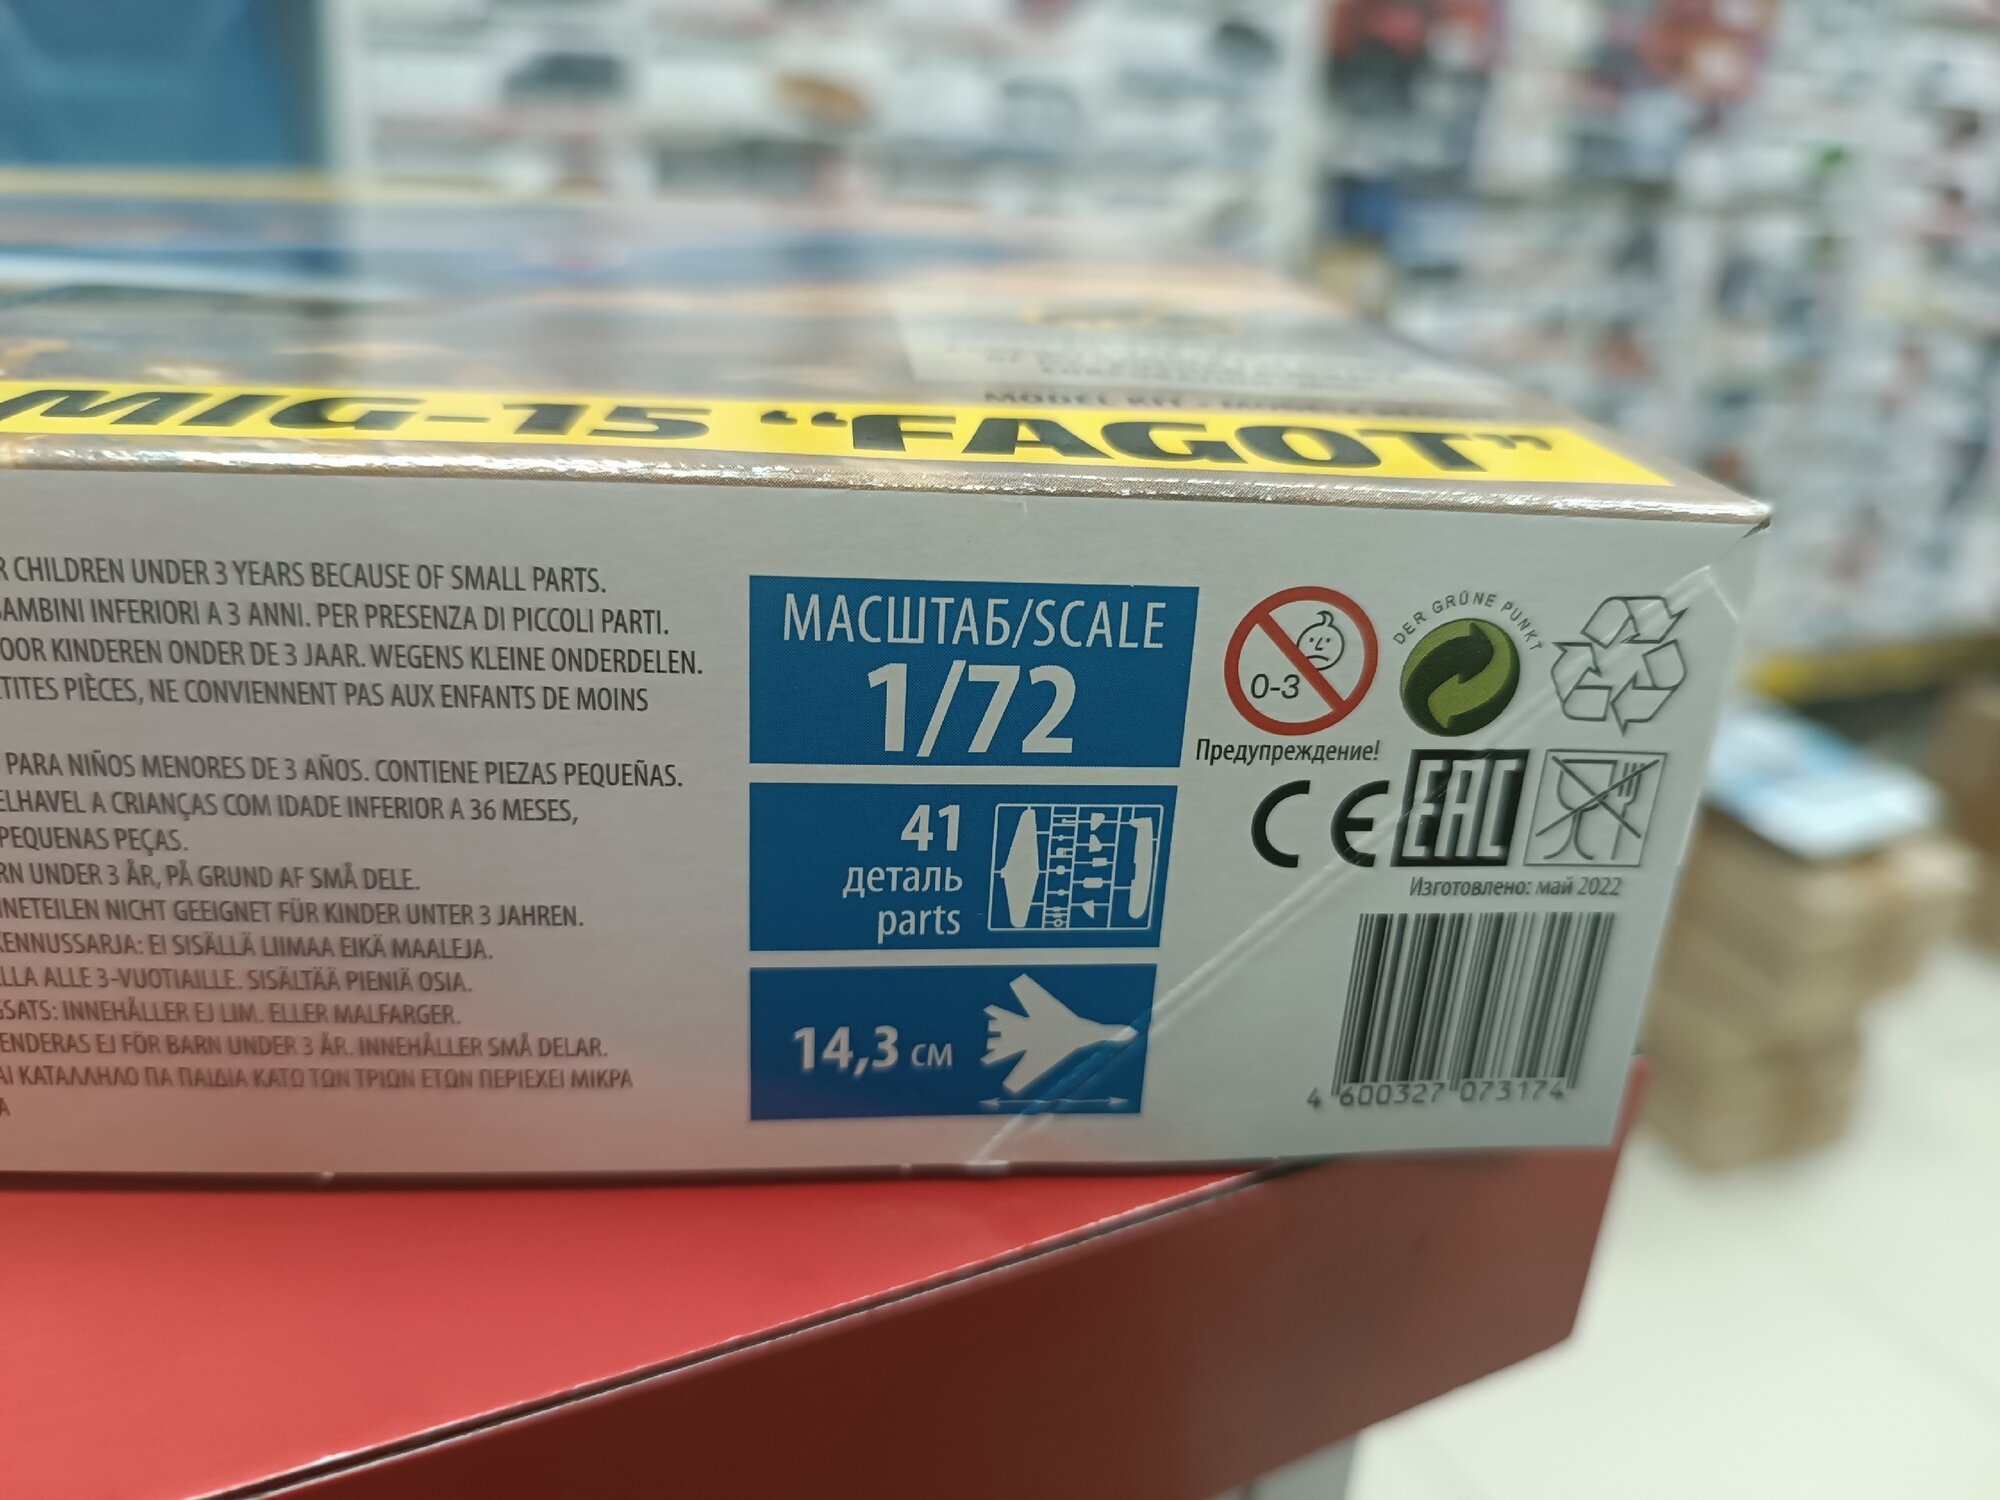 MIG-15 “FAGOT”
R CHILDREN UNDER 3 YEARS BECAUSE OF SMALL PARTS.
BAMBINI INFERIORI A 3 ANNI. PER PRESENZA DI PICCOLI PARTI.
OOR KINDEREN ONDER DE 3 JAAR. WEGENS KLEINE ONDERDELEN.
TITES PIÈCES, NE CONVIENNENT PAS AUX ENFANTS DE MOINS
PARA NIÑOS MENORES DE 3 AÑOS. CONTIENE PIEZAS PEQUEÑAS.
ELHAVEL A CRIANÇAS COM IDADE INFERIOR A 36 MESES,
PEQUENAS PEÇAS.
RN UNDER 3 ÅR, PÅ GRUND AF SMÅ DELE.
INETEILEN NICHT GEEIGNET FÜR KINDER UNTER 3 JAHREN.
KENNUSSARJA: EI SISÄLLÄ LIIMAA EIKÄ MAALEJA.
LLA ALLE 3-VUOTIAILLE. SISÄLTÄÄ PIENIÄ OSIA.
GSATS: INNEHÅLLER EJ LIM. ELLER MALFARGER.
ENDERAS EJ FÖR BARN UNDER 3 ÅR. INNEHÅLLER SMÅ DELAR.
ΑΙ ΚΑΤΑΛΛΗΛΟ ΠΑ ΠΑΙΔΙΑ ΚΑΤΩ ΤΩΝ ΤΡΙΩΝ ΕΤΩΝ ΠΕΡΙΕΧΕΙ ΜΙΚΡΑ
Α
МАСШТАБ/SCALE
1/72
41
деталь
parts
14,3 см
0-3
Предупреждение!
DER GRÜNE PUNKT
CE EAC
Изготовлено: май 2022
4 600327 073174